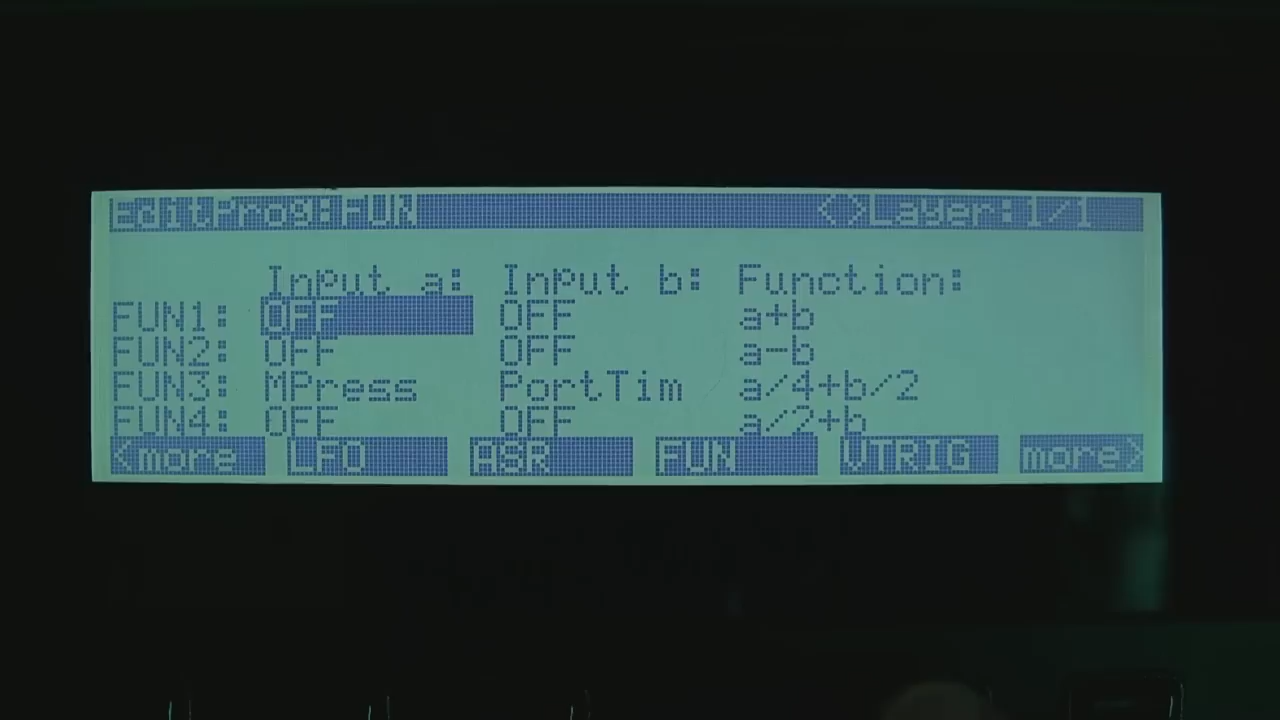 EditProg:FUN <>Layer:1/1
Input a: Input b: Function:
FUN1: OFF OFF a+b
FUN2: OFF OFF a-b
FUN3: MPress PortTim a/4+b/2
FUN4: OFF OFF a/2+b
<more LFO ASR FUN VTRIG more>